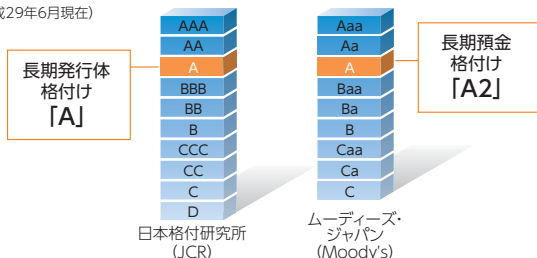 29年6月現在)
長期発行体
格付け
「A」
AAA
AA
A
BBB
BB
B
CCC
CC
C
D
日本格付研究所
(JCR)
Aaa
Aa
A
Baa
Ba
B
Caa
Ca
C
ムーディーズ・
ジャパン
(Moody's)
長期預金
格付け
「A2」